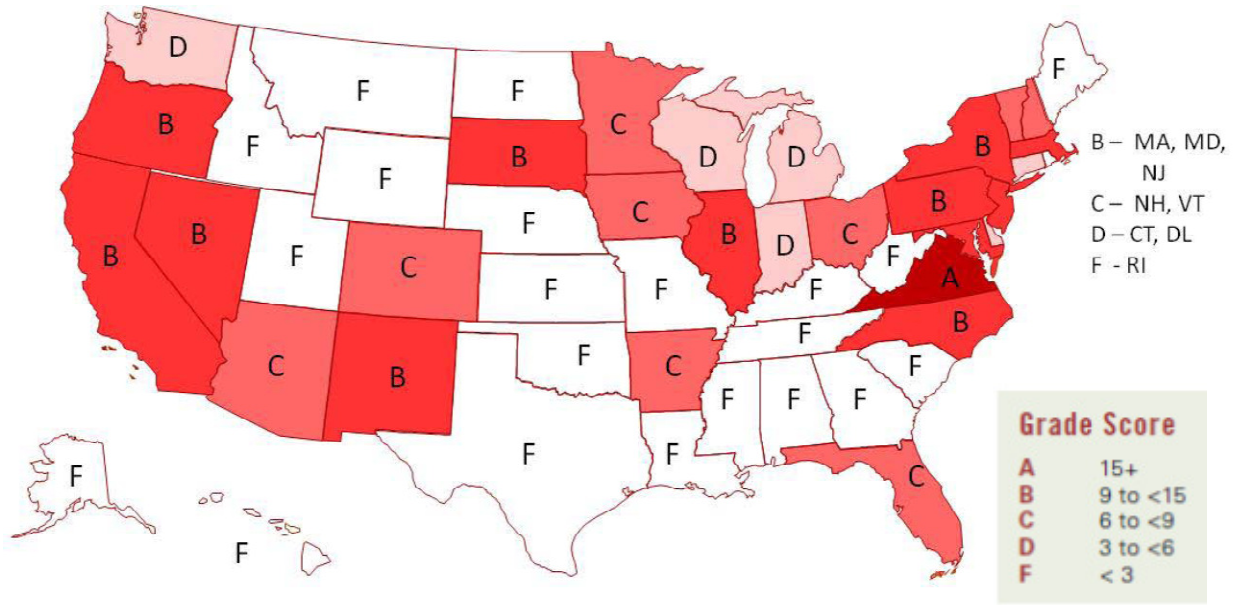 D
F
F
F
F
B
B
F
C
D
D
B
B – MA, MD,
NJ
C – NH, VT
D – CT, DL
F - RI
F
F
C
B
B
B
F
C
F
F
B
D
C
F
A
F
F
B
C
B
F
C
F
F
F
F
F
F
F
C
F
F
Grade Score
A 15+
B 9 to <15
C 6 to <9
D 3 to <6
F < 3